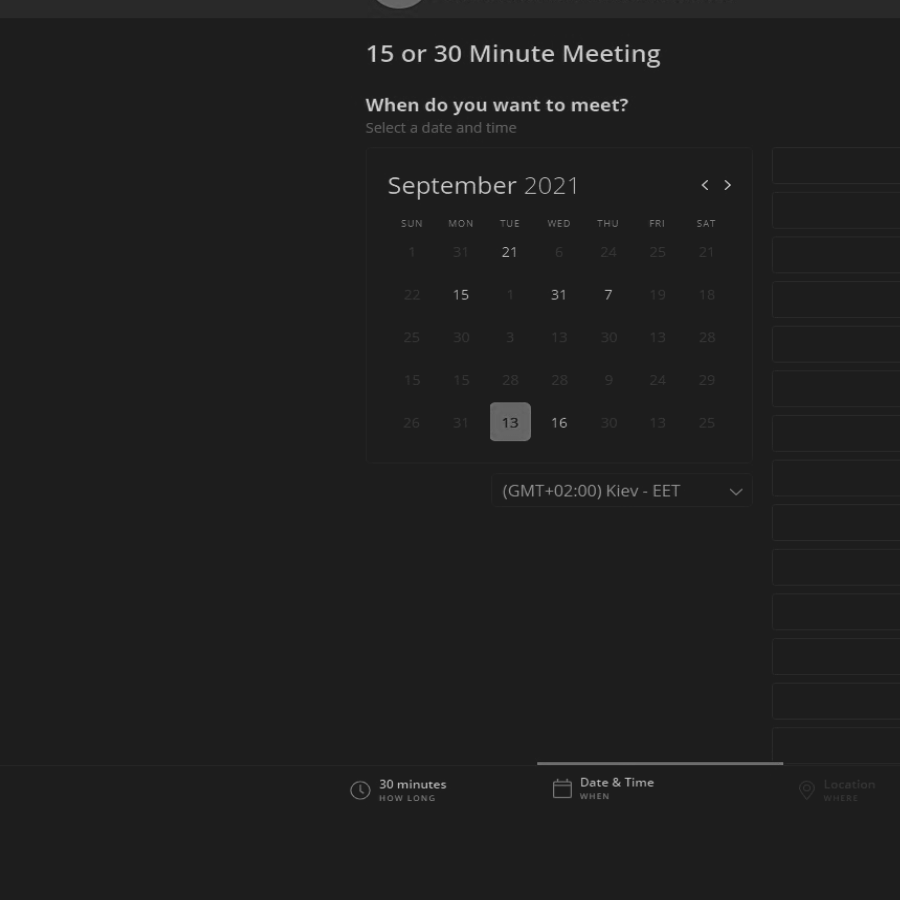 15 or 30 Minute Meeting
When do you want to meet?
Select a date and time
September 2021
SUN MON TUE WED THU FRI SAT
1 31 21 6 24 25 21
22 15 1 31 7 19 18
25 30 3 13 30 13 28
15 15 28 28 9 24 29
26 31 13 16 30 13 25
(GMT+02:00) Kiev - EET
30 minutes
HOW LONG
Date & Time
WHEN
Location
WHERE